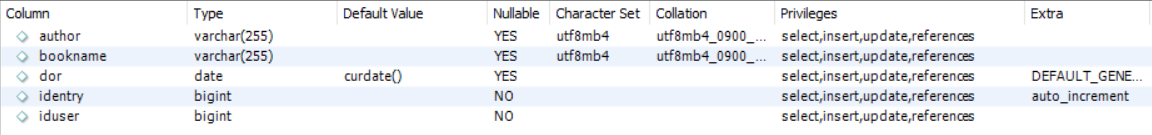 Column Type Default Value Nullable Character Set Collation Privileges Extra
author varchar(255) YES utf8mb4 utf8mb4_0900_... select,insert,update,references
bookname varchar(255) YES utf8mb4 utf8mb4_0900_... select,insert,update,references
dor date curdate() YES select,insert,update,references DEFAULT_GENE...
identry bigint NO select,insert,update,references auto_increment
iduser bigint NO select,insert,update,references